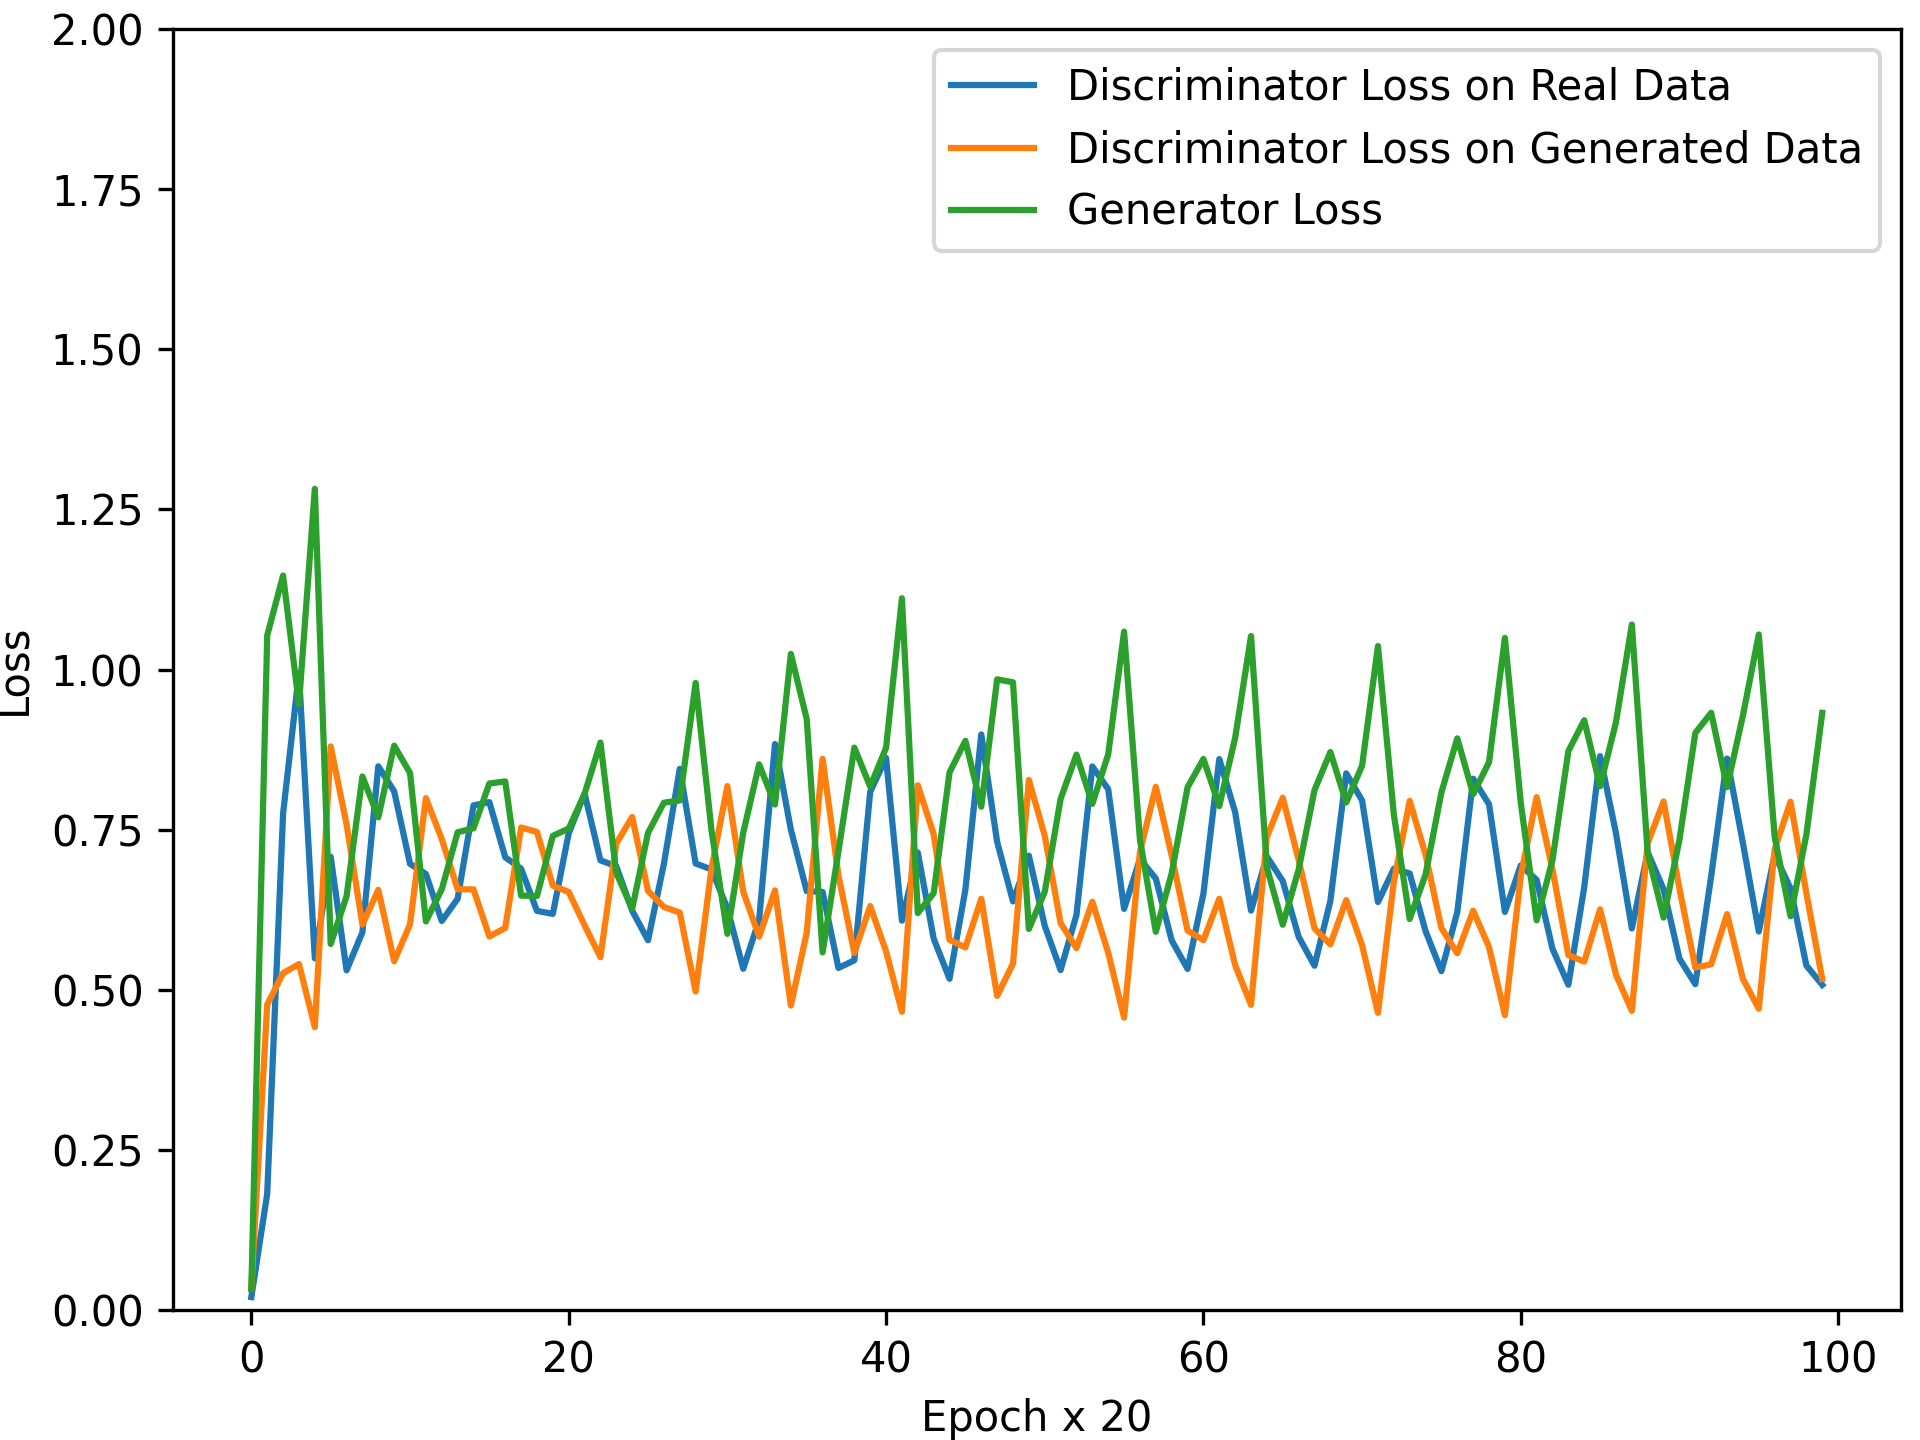 2.00
1.75
1.50
1.25
1.00
0.75
0.50
0.25
0.00
Loss
Discriminator Loss on Real Data
Discriminator Loss on Generated Data
Generator Loss
0 20 40 60 80 100
Epoch x 20